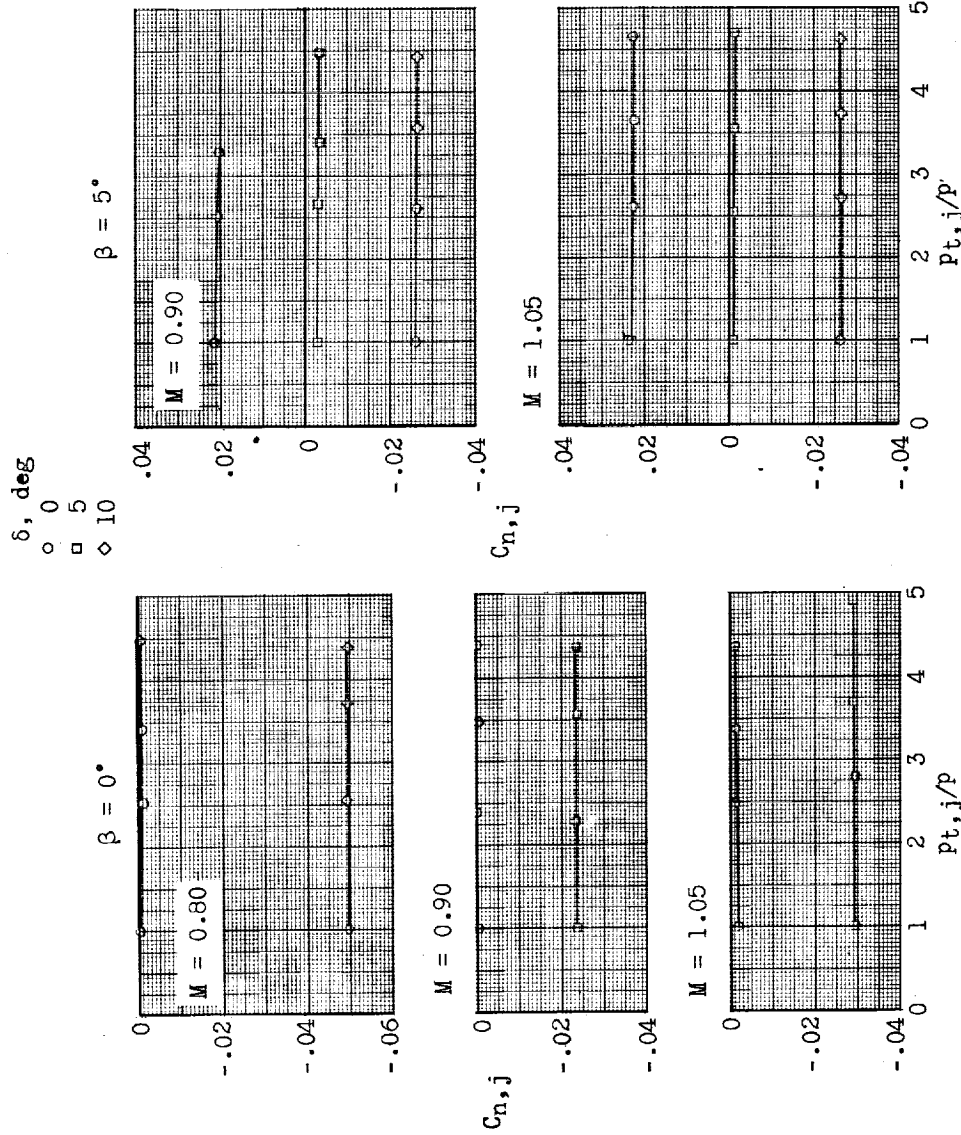 δ, deg
○ 0
□ 5
◇ 10
β = 0°
M = 0.80
0
-.02
-.04
-.06
M = 0.90
0
-.02
-.04
Cn,j
M = 1.05
0
-.02
-.04
0 1 2 3 4 5
Pt,j/p
β = 5°
M = 0.90
.04
.02
0
-.02
-.04
Cn,j
M = 1.05
.04
.02
0
-.02
-.04
0 1 2 3 4 5
Pt,j/p